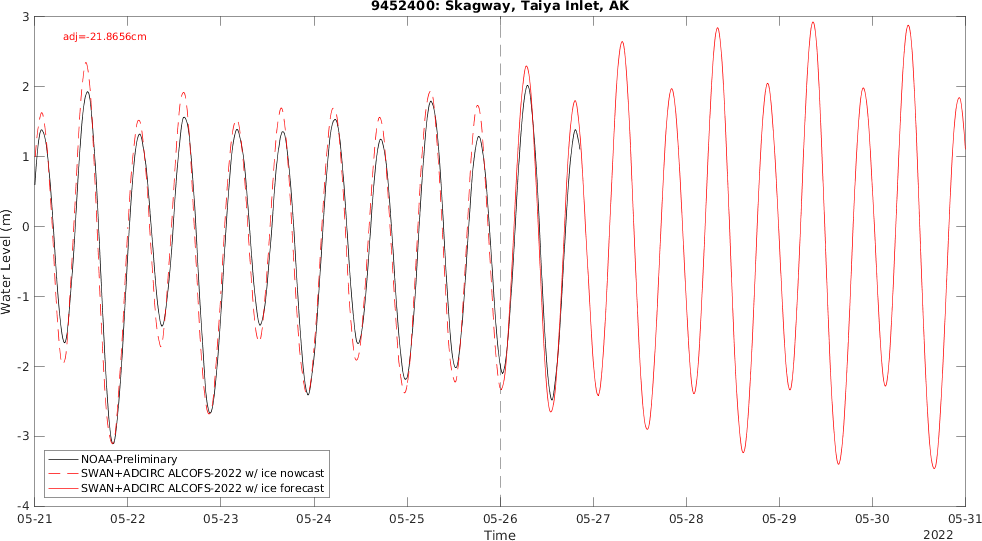 9452400: Skagway, Taiya Inlet, AK
adj=-21.8656cm
3
2
1
0
-1
-2
-3
-4
Water Level (m)
NOAA-Preliminary
SWAN+ADCIRC ALCOFS-2022 w/ ice nowcast
SWAN+ADCIRC ALCOFS-2022 w/ ice forecast
05-21 05-22 05-23 05-24 05-25 05-26 05-27 05-28 05-29 05-30 05-31
Time
2022